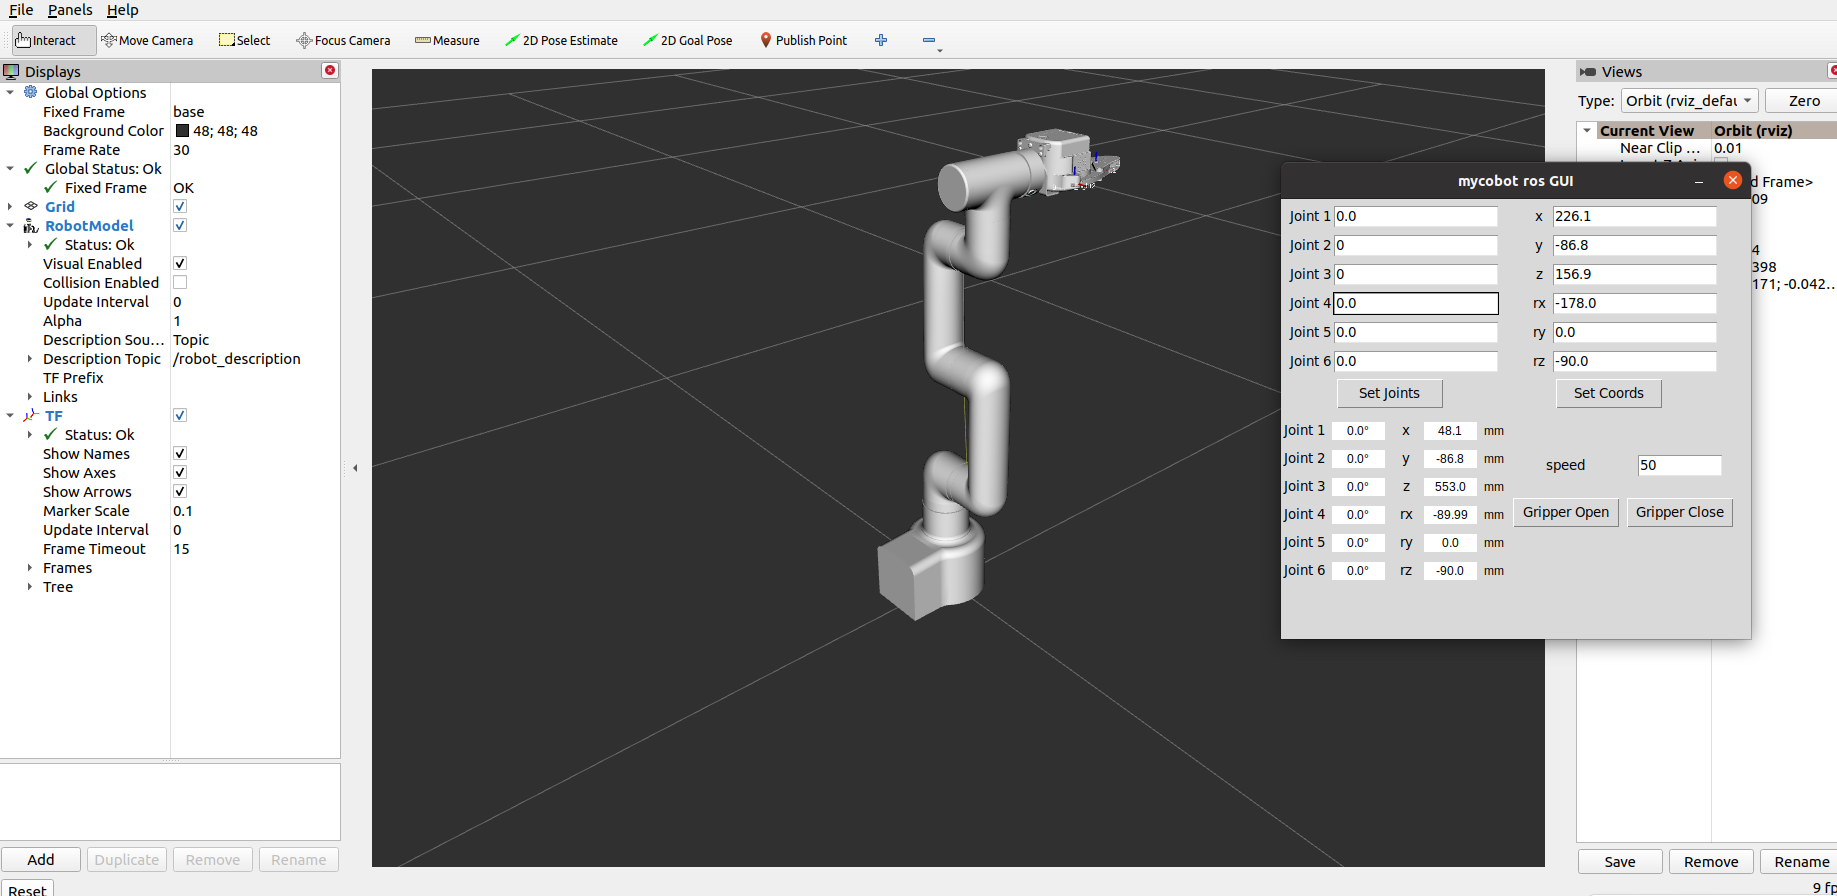 File Panels Help
Interact Move Camera Select Focus Camera Measure 2D Pose Estimate 2D Goal Pose Publish Point
Displays
Global Options
Fixed Frame base
Background Color 48; 48; 48
Frame Rate 30
Global Status: Ok
Fixed Frame OK
Grid
RobotModel
Status: Ok
Visual Enabled
Collision Enabled
Update Interval 0
Alpha 1
Description Sou... Topic
Description Topic /robot_description
TF Prefix
Links
TF
Status: Ok
Show Names
Show Axes
Show Arrows
Marker Scale 0.1
Update Interval 0
Frame Timeout 15
Frames
Tree
Add Duplicate Remove Rename
Reset
Views
Type: Orbit (rviz_defau Zero
Current View Orbit (rviz)
Near Clip ... 0.01
d Frame>
09
4
398
171; -0.042...
mycobot ros GUI
Joint 1 0.0 x 226.1
Joint 2 0 y -86.8
Joint 3 0 z 156.9
Joint 4 0.0 rx -178.0
Joint 5 0.0 ry 0.0
Joint 6 0.0 rz -90.0
Set Joints Set Coords
Joint 1 0.0° x 48.1 mm
Joint 2 0.0° y -86.8 mm
Joint 3 0.0° z 553.0 mm
Joint 4 0.0° rx -89.99 mm
Joint 5 0.0° ry 0.0 mm
Joint 6 0.0° rz -90.0 mm
speed 50
Gripper Open Gripper Close
Save Remove Rename
9 fp